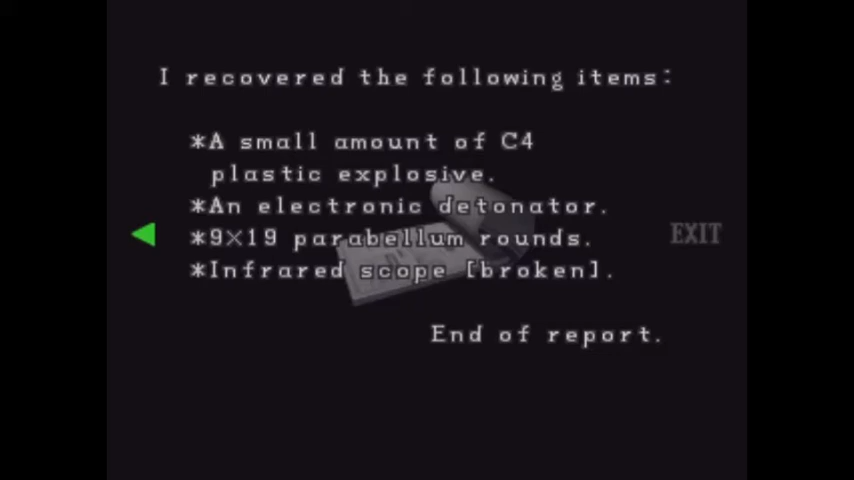 I recovered the following items:
*A small amount of C4
plastic explosive.
*An electronic detonator.
*9×19 parabellum rounds.
EXIT
*Infrared scope [broken].
End of report.